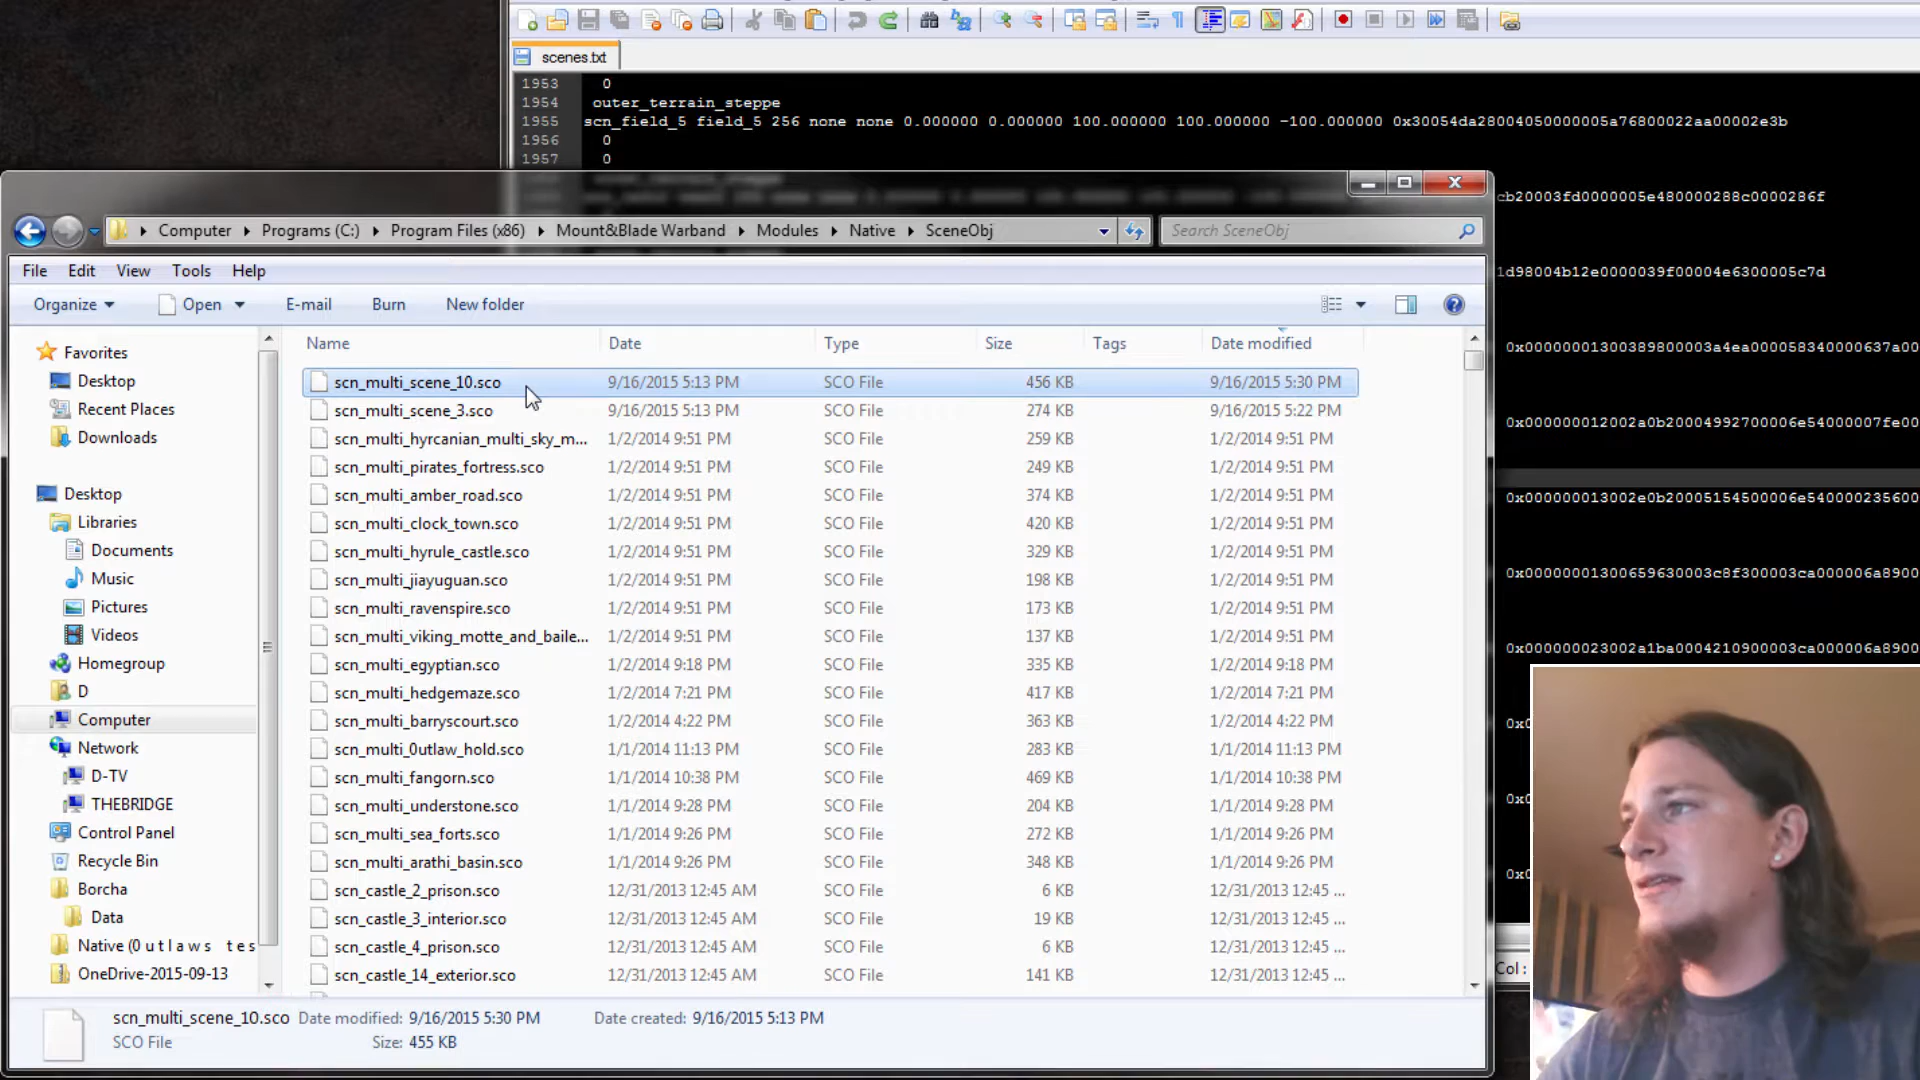 scenes.txt
1953 0
1954 outer_terrain_steppe
1955 scn_field_5 field_5 256 none none 0.000000 0.000000 100.000000 100.000000 -100.000000 0x30054da28004050000005a76800022aa00002e3b
1956 0
1957 0
cb20003fd0000005e480000288c0000286f
1d98004b12e0000039f00004e6300005c7d
0x00000001300389800003a4ea000058340000637a00
0x00000001 2002a0b20004992700006e54000007fe00
0x000000013002e0b20005154500006e540000235600
0x00000001300659630003c8f300003ca000006a8900
0x000000023002a1ba0004210900003ca000006a8900
0x0
0x0
0x0
Col :
Computer Programs (C:) Program Files (x86) Mount&Blade Warband Modules Native SceneObj
Search SceneObj
File Edit View Tools Help
Organize Open E-mail Burn New folder
Favorites
Desktop
Recent Places
Downloads
Desktop
Libraries
Documents
Music
Pictures
Videos
Homegroup
D
Computer
Network
D-TV
THEBRIDGE
Control Panel
Recycle Bin
Borcha
Data
Native (0 u t l a w s t e s
OneDrive-2015-09-13
Name Date Type Size Tags Date modified
scn_multi_scene_10.sco 9/16/2015 5:13 PM SCO File 456 KB 9/16/2015 5:30 PM
scn_multi_scene_3.sco 9/16/2015 5:13 PM SCO File 274 KB 9/16/2015 5:22 PM
scn_multi_hyrcanian_multi_sky_m... 1/2/2014 9:51 PM SCO File 259 KB 1/2/2014 9:51 PM
scn_multi_pirates_fortress.sco 1/2/2014 9:51 PM SCO File 249 KB 1/2/2014 9:51 PM
scn_multi_amber_road.sco 1/2/2014 9:51 PM SCO File 374 KB 1/2/2014 9:51 PM
scn_multi_clock_town.sco 1/2/2014 9:51 PM SCO File 420 KB 1/2/2014 9:51 PM
scn_multi_hyrule_castle.sco 1/2/2014 9:51 PM SCO File 329 KB 1/2/2014 9:51 PM
scn_multi_jiayuguan.sco 1/2/2014 9:51 PM SCO File 198 KB 1/2/2014 9:51 PM
scn_multi_ravenspire.sco 1/2/2014 9:51 PM SCO File 173 KB 1/2/2014 9:51 PM
scn_multi_viking_motte_and_baile... 1/2/2014 9:51 PM SCO File 137 KB 1/2/2014 9:51 PM
scn_multi_egyptian.sco 1/2/2014 9:18 PM SCO File 335 KB 1/2/2014 9:18 PM
scn_multi_hedgemaze.sco 1/2/2014 7:21 PM SCO File 417 KB 1/2/2014 7:21 PM
scn_multi_barryscourt.sco 1/2/2014 4:22 PM SCO File 363 KB 1/2/2014 4:22 PM
scn_multi_0utlaw_hold.sco 1/1/2014 11:13 PM SCO File 283 KB 1/1/2014 11:13 PM
scn_multi_fangorn.sco 1/1/2014 10:38 PM SCO File 469 KB 1/1/2014 10:38 PM
scn_multi_understone.sco 1/1/2014 9:28 PM SCO File 204 KB 1/1/2014 9:28 PM
scn_multi_sea_forts.sco 1/1/2014 9:26 PM SCO File 272 KB 1/1/2014 9:26 PM
scn_multi_arathi_basin.sco 1/1/2014 9:26 PM SCO File 348 KB 1/1/2014 9:26 PM
scn_castle_2_prison.sco 12/31/2013 12:45 AM SCO File 6 KB 12/31/2013 12:45 ...
scn_castle_3_interior.sco 12/31/2013 12:45 AM SCO File 19 KB 12/31/2013 12:45 ...
scn_castle_4_prison.sco 12/31/2013 12:45 AM SCO File 6 KB 12/31/2013 12:45 ...
scn_castle_14_exterior.sco 12/31/2013 12:45 AM SCO File 141 KB 12/31/2013 12:45 ...
scn_multi_scene_10.sco Date modified: 9/16/2015 5:30 PM Date created: 9/16/2015 5:13 PM
SCO File Size: 455 KB